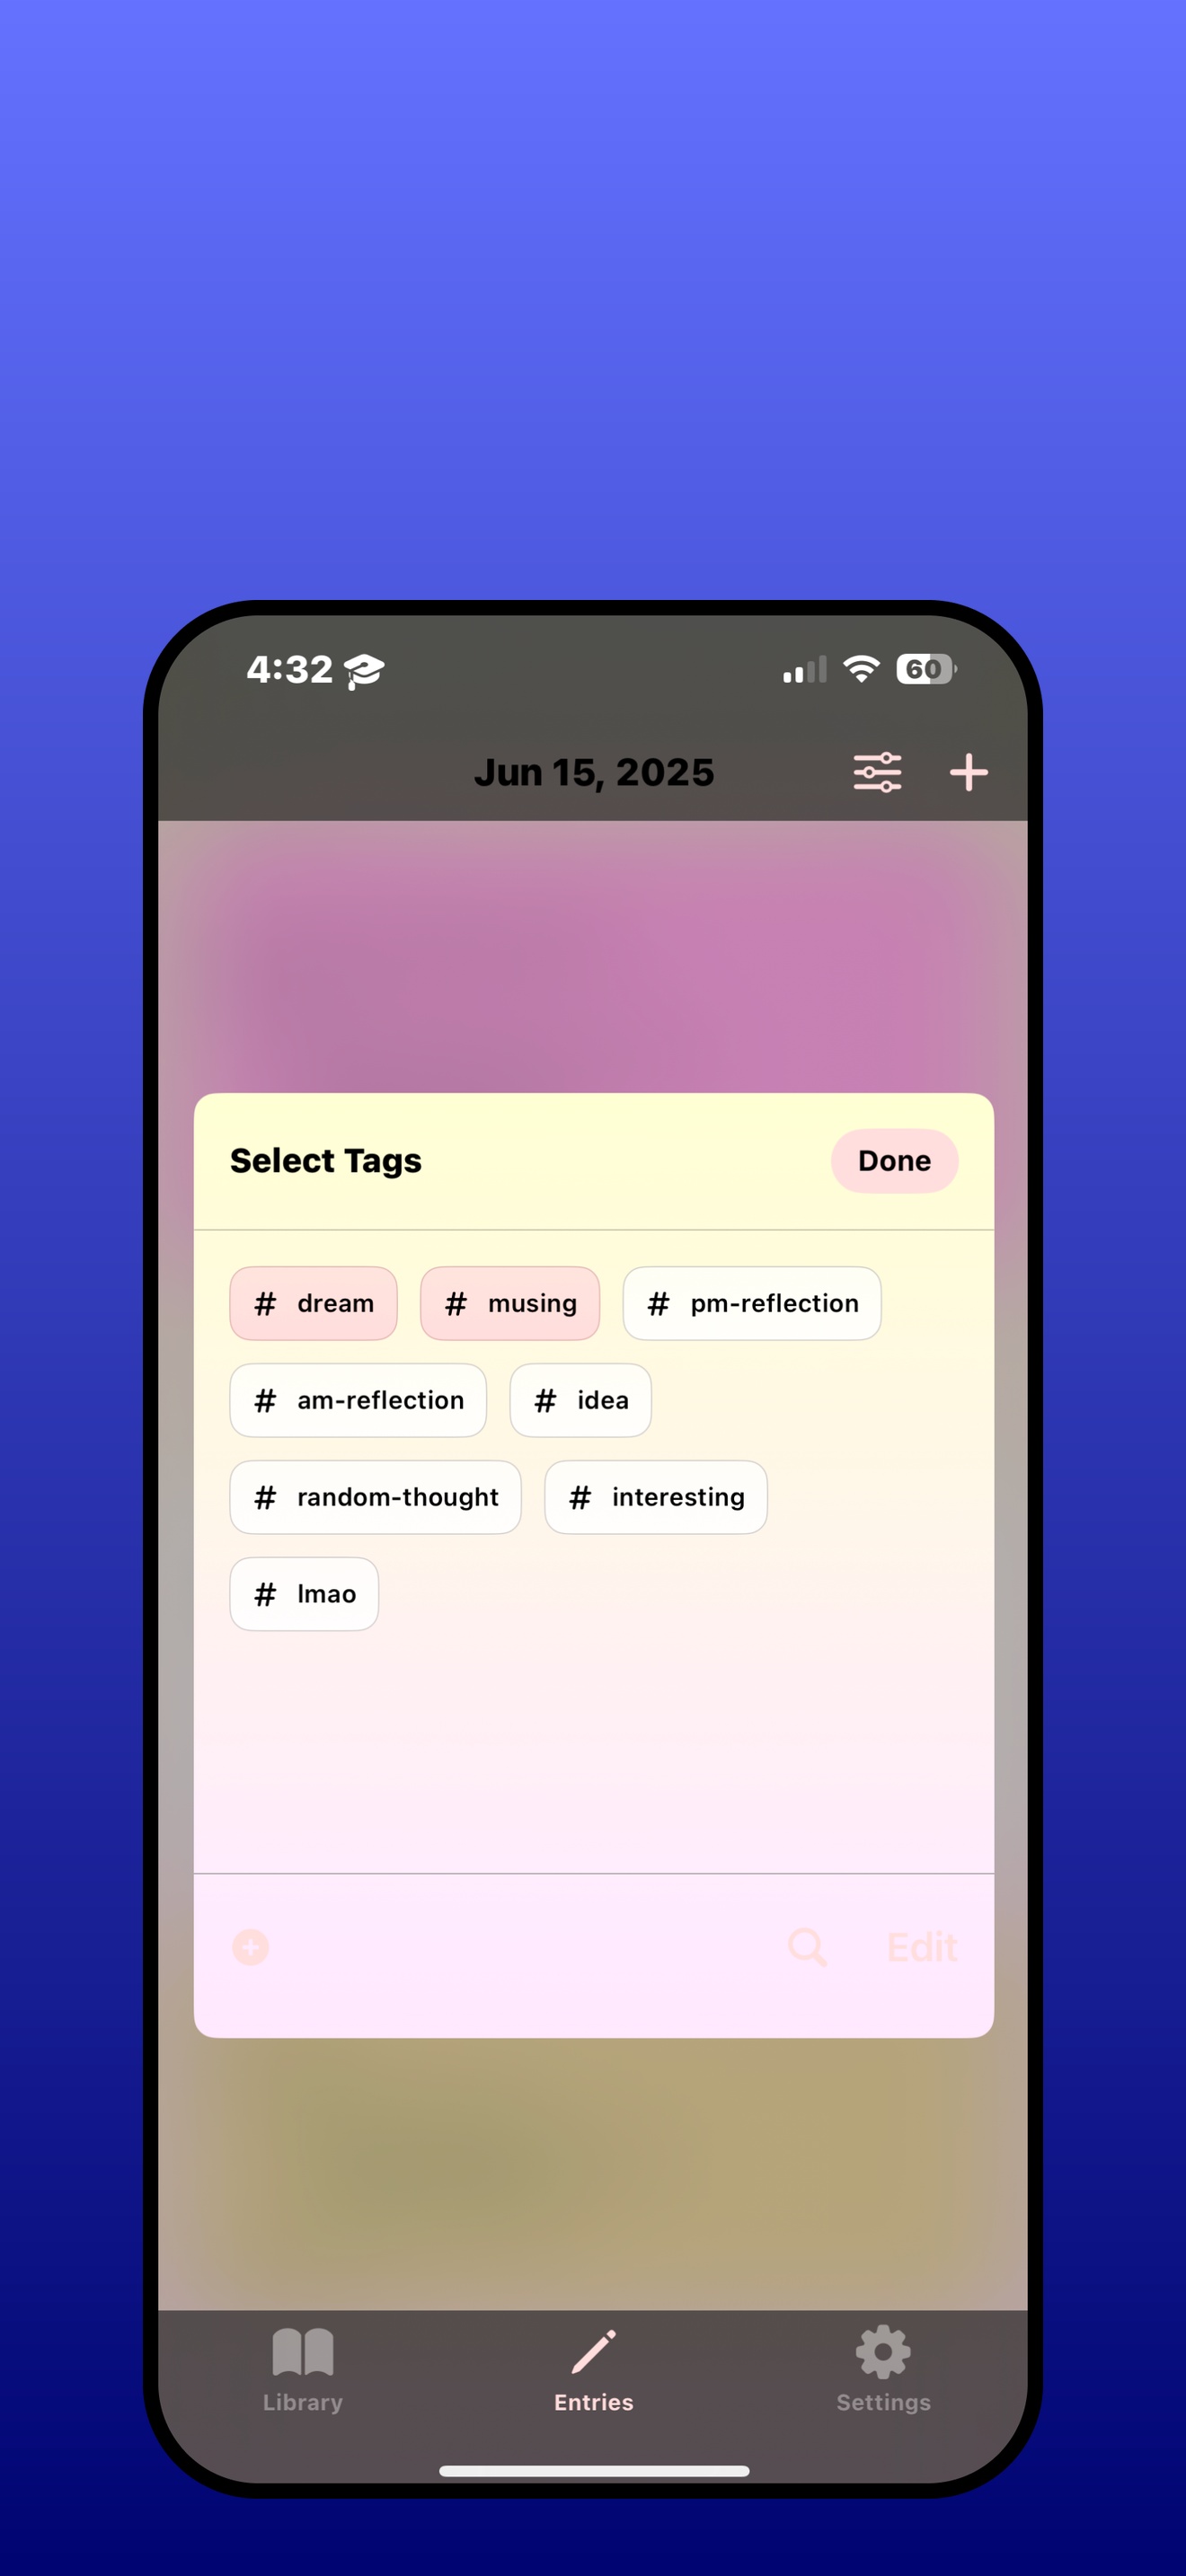 4:32 60
Jun 15, 2025
Select Tags Done
# dream # musing # pm-reflection
# am-reflection # idea
# random-thought # interesting
# lmao
Edit
Library Entries Settings